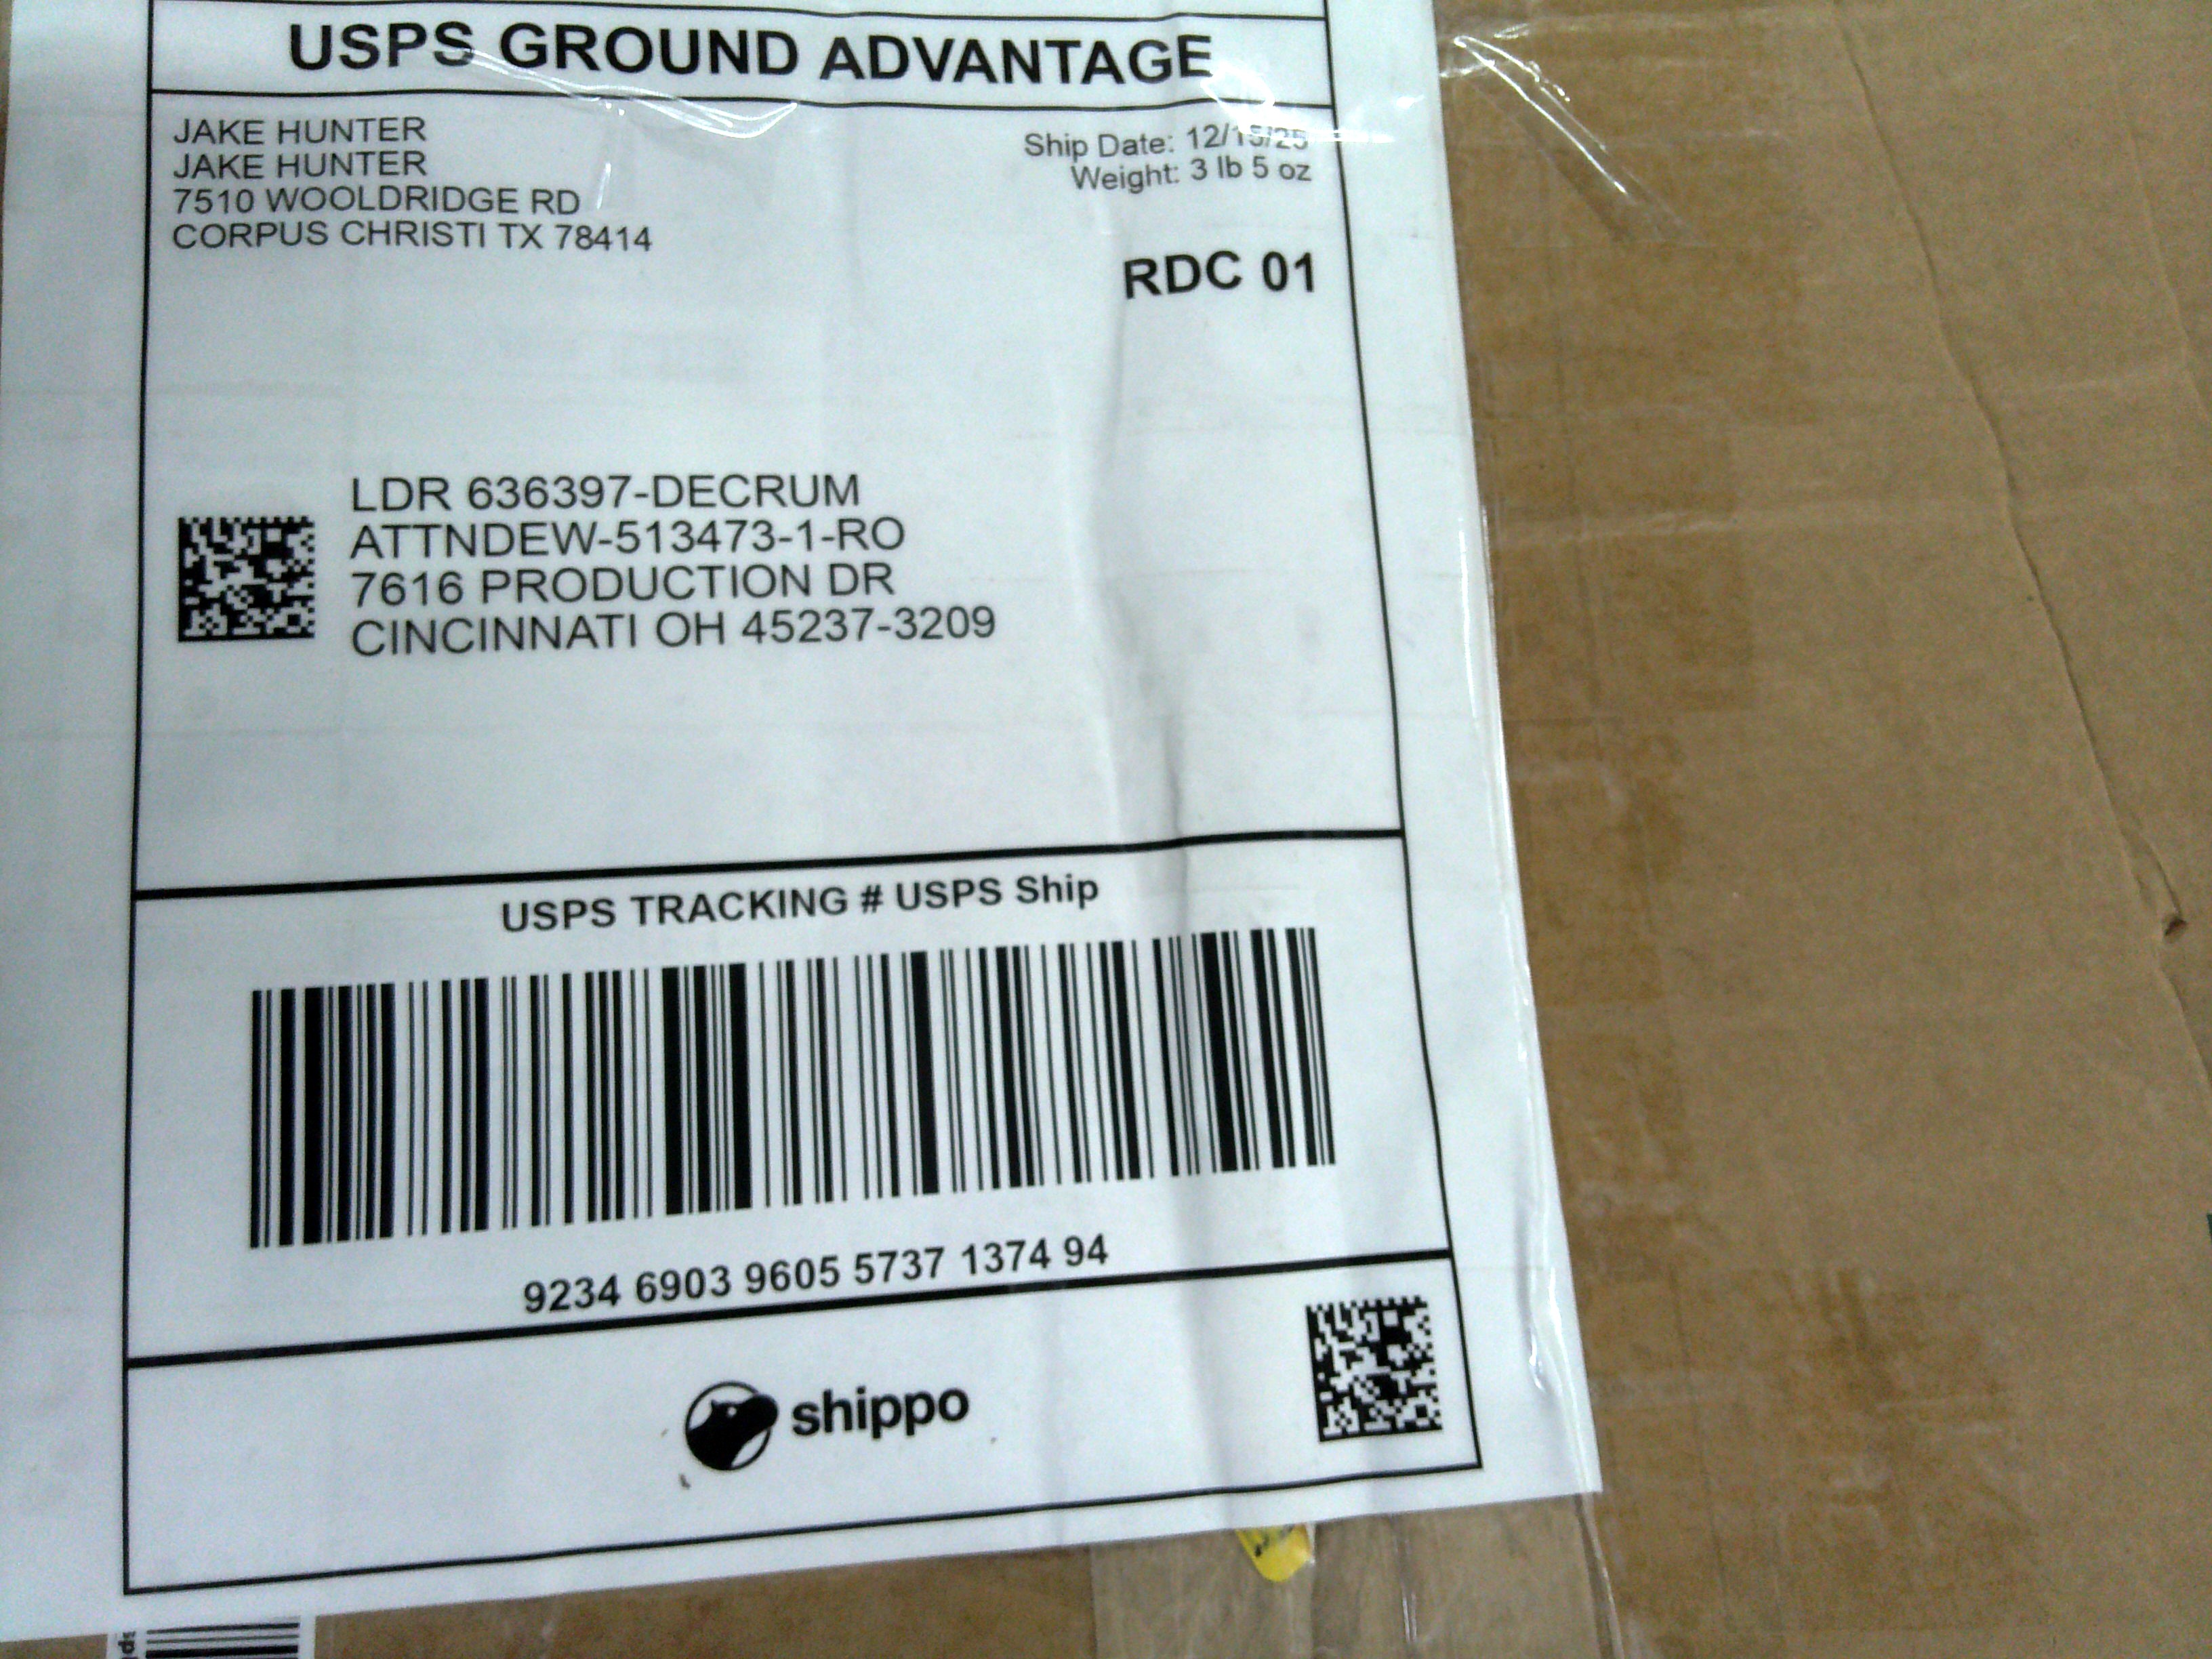 USPS GROUND ADVANTAGE
JAKE HUNTER
JAKE HUNTER
7510 WOOLDRIDGE RD
CORPUS CHRISTI TX 78414
Ship Date: 12/15/25
Weight: 3 lb 5 oz
RDC 01
LDR 636397-DECRUM
ATTNDEW-513473-1-RO
7616 PRODUCTION DR
CINCINNATI OH 45237-3209
USPS TRACKING # USPS Ship
9234 6903 9605 5737 1374 94
shippo